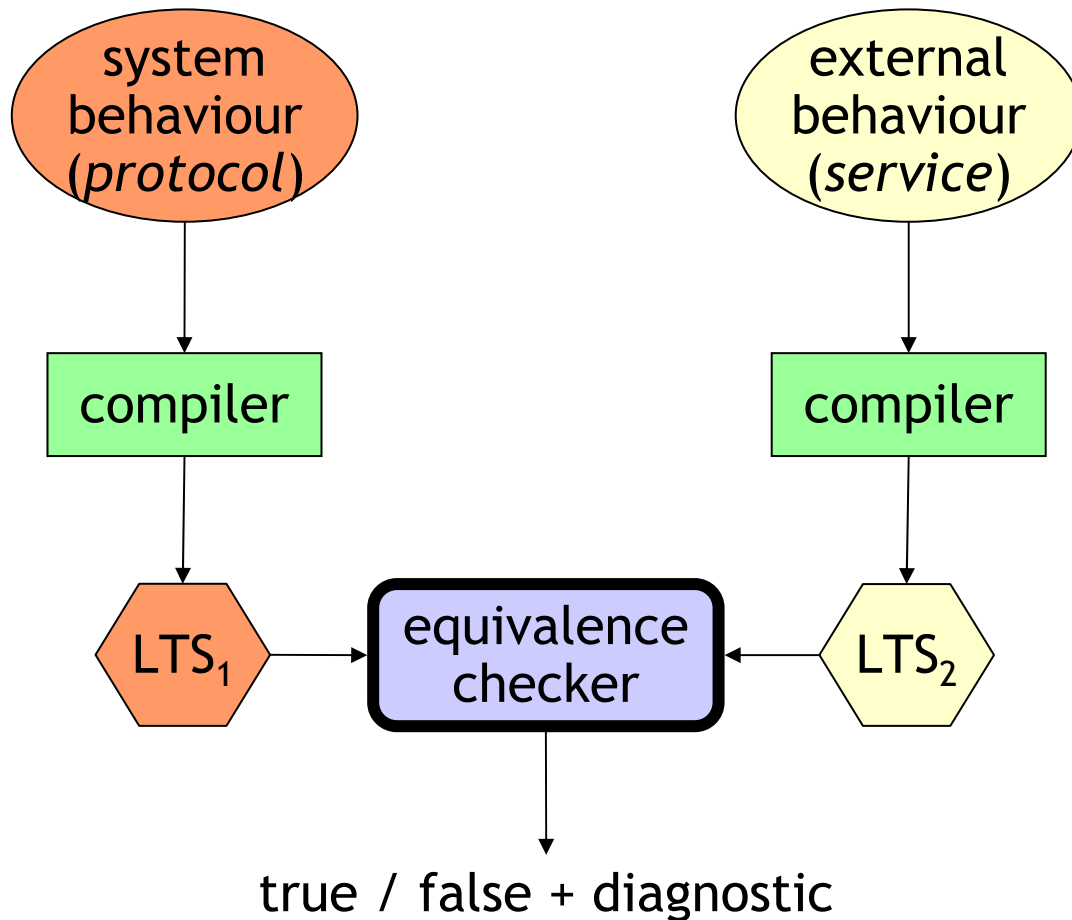 system
behaviour
(protocol)
external
behaviour
(service)
compiler
compiler
LTS₁
equivalence
checker
LTS₂
true / false + diagnostic